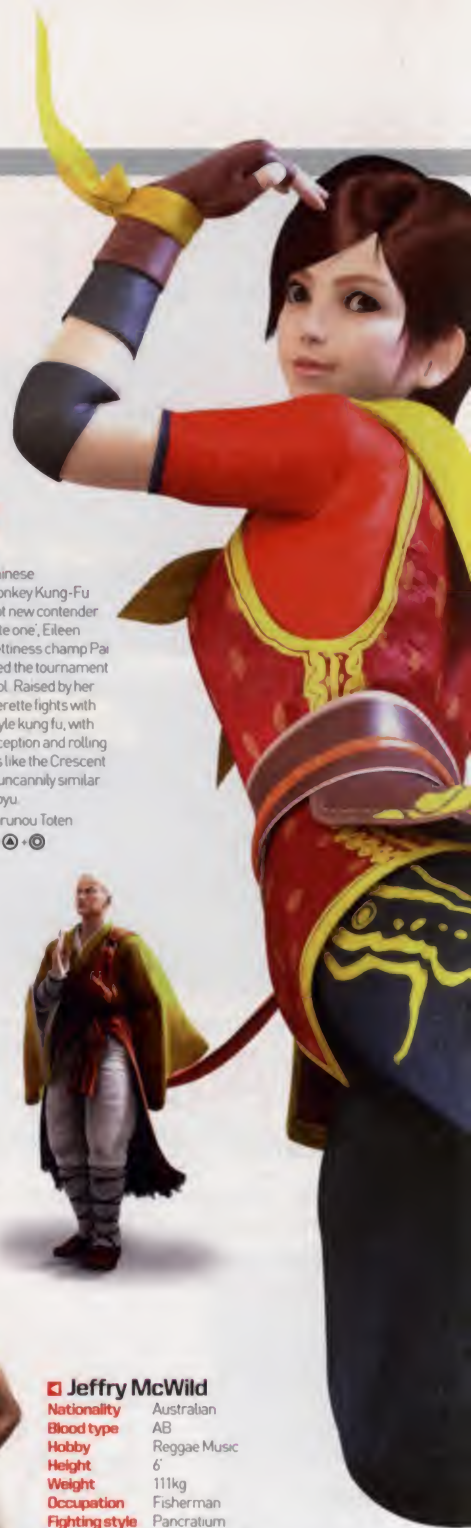 inese
onkey Kung-Fu
ot new contender
te one', Eileen
ettiness champ Pai
ed the tournament
ol. Raised by her
erette fights with
yle kung fu, with
ception and rolling
s like the Crescent
uncannily similar
oyu.
runou Toten
Jeffry McWild
Nationality Australian
Blood type AB
Hobby Reggae Music
Height 6'
Weight 111kg
Occupation Fisherman
Fighting style Pancratium